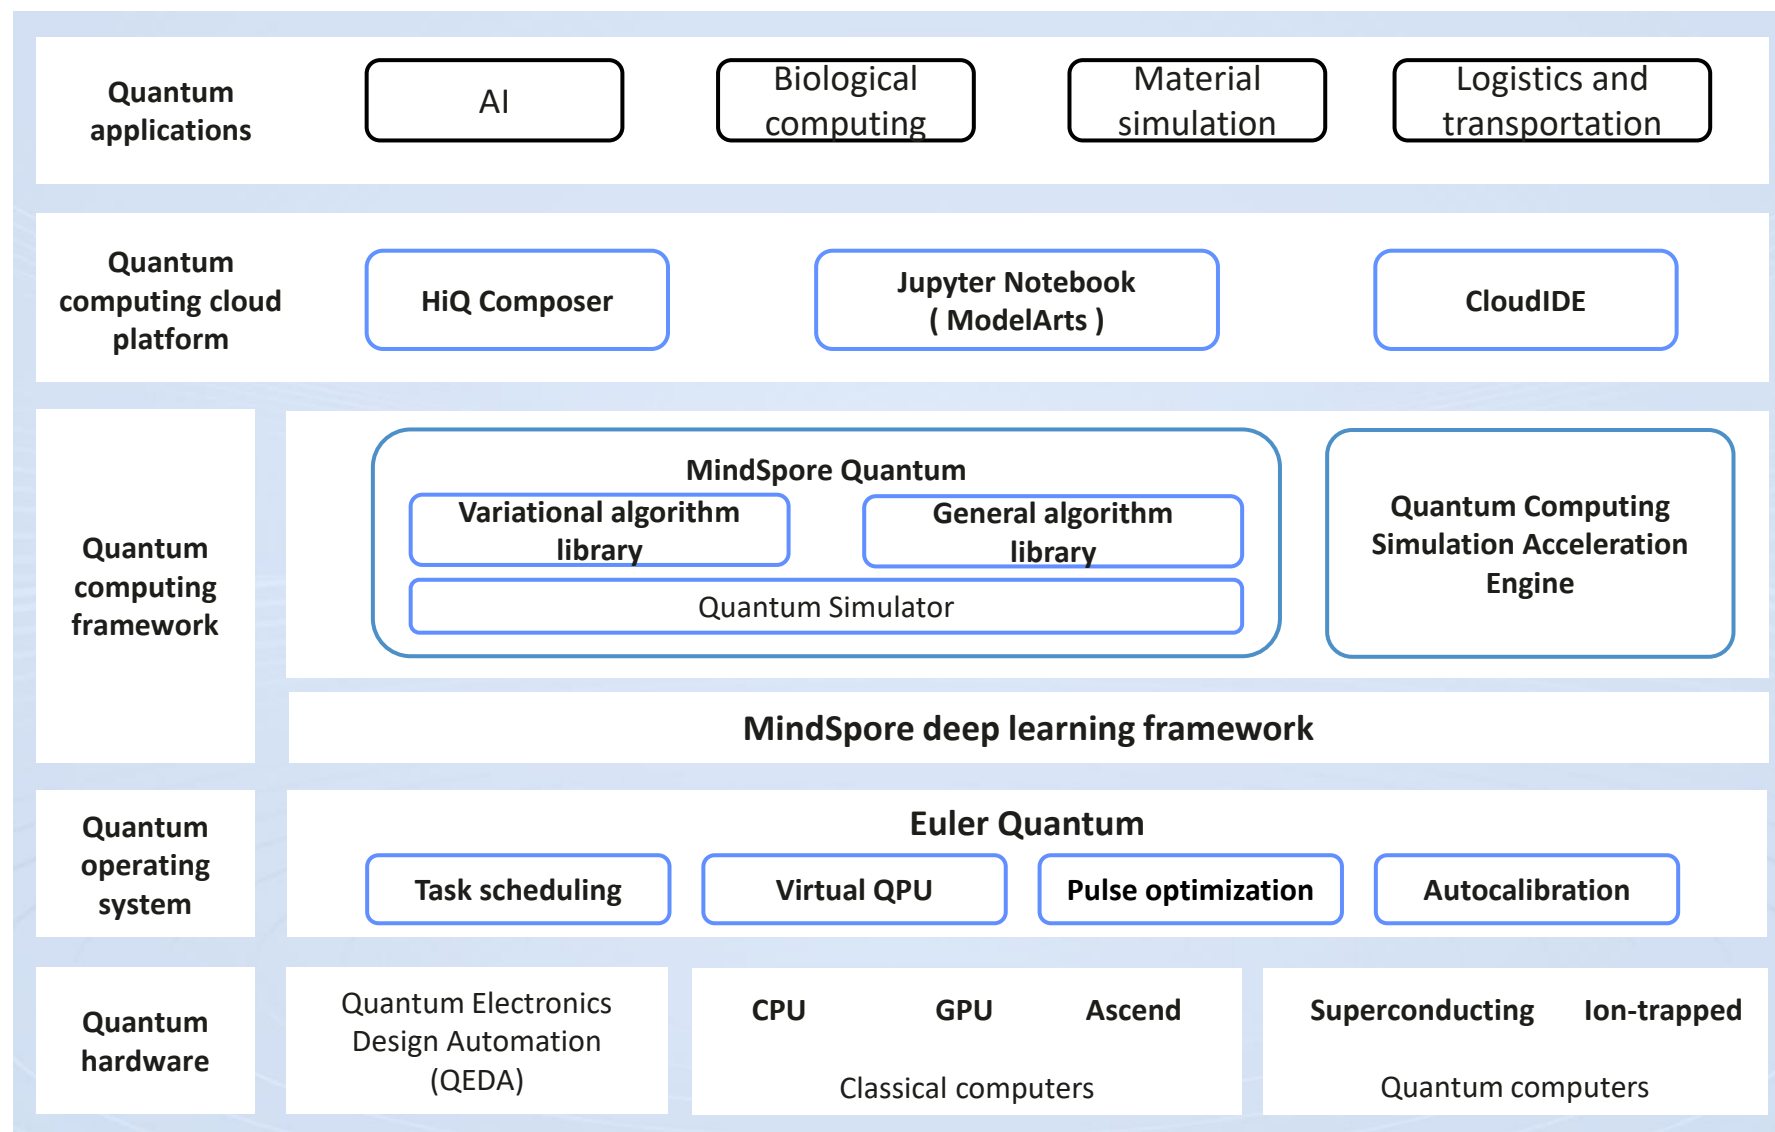 Quantum
applications
AI
Biological
computing
Material
simulation
Logistics and
transportation
Quantum
computing cloud
platform
HiQ Composer
Jupyter Notebook
( ModelArts )
CloudIDE
Quantum
computing
framework
MindSpore Quantum
Variational algorithm
library
General algorithm
library
Quantum Simulator
Quantum Computing
Simulation Acceleration
Engine
MindSpore deep learning framework
Quantum
operating
system
Euler Quantum
Task scheduling
Virtual QPU
Pulse optimization
Autocalibration
Quantum
hardware
Quantum Electronics
Design Automation
(QEDA)
CPU
GPU
Ascend
Classical computers
Superconducting
Ion-trapped
Quantum computers